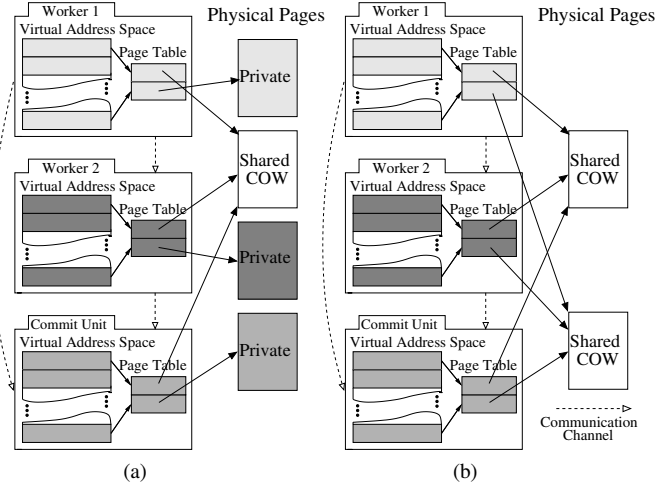 Worker 1
Virtual Address Space
Page Table
Worker 2
Virtual Address Space
Page Table
Commit Unit
Virtual Address Space
Page Table
Physical Pages
Private
Shared
COW
Private
Private
(a)
Worker 1
Virtual Address Space
Page Table
Worker 2
Virtual Address Space
Page Table
Commit Unit
Virtual Address Space
Page Table
Physical Pages
Shared
COW
Shared
COW
Communication
Channel
(b)